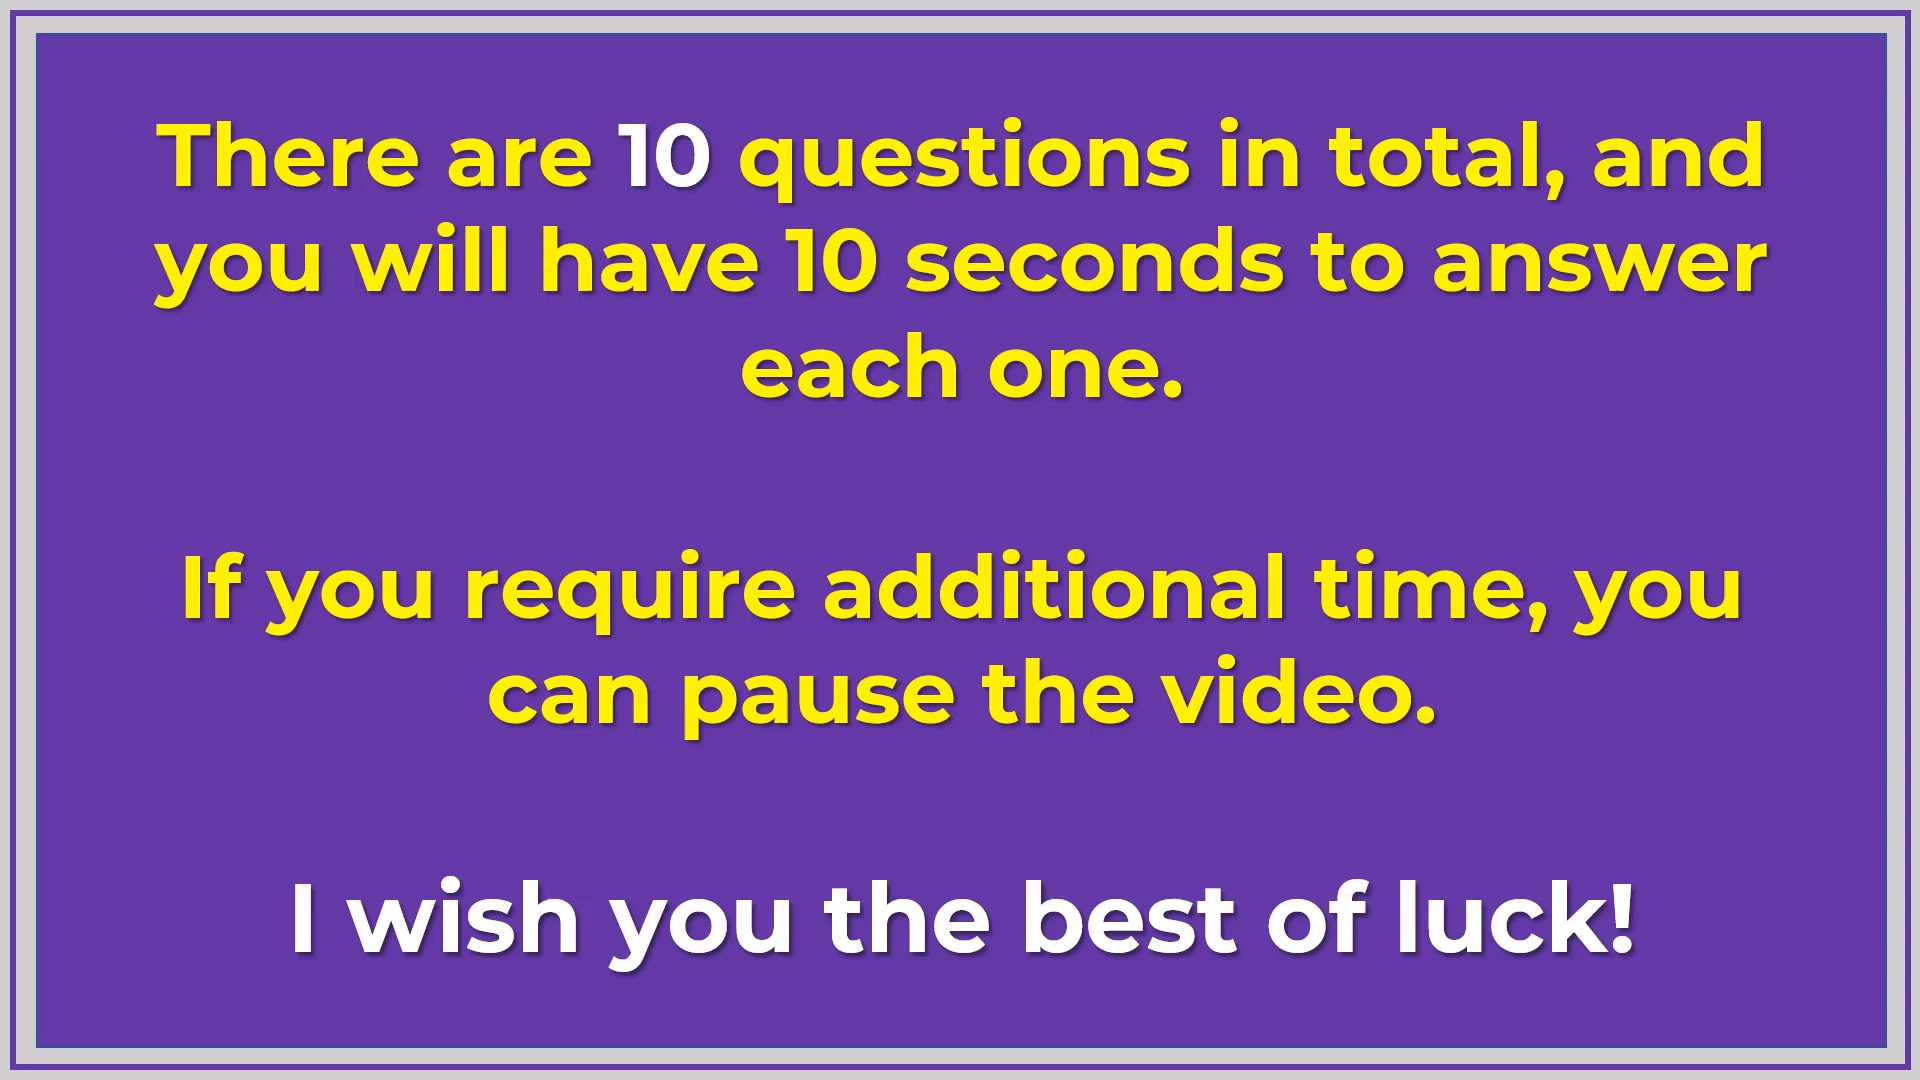 There are 10 questions in total, and
you will have 10 seconds to answer
each one.
If you require additional time, you
can pause the video.
I wish you the best of luck!